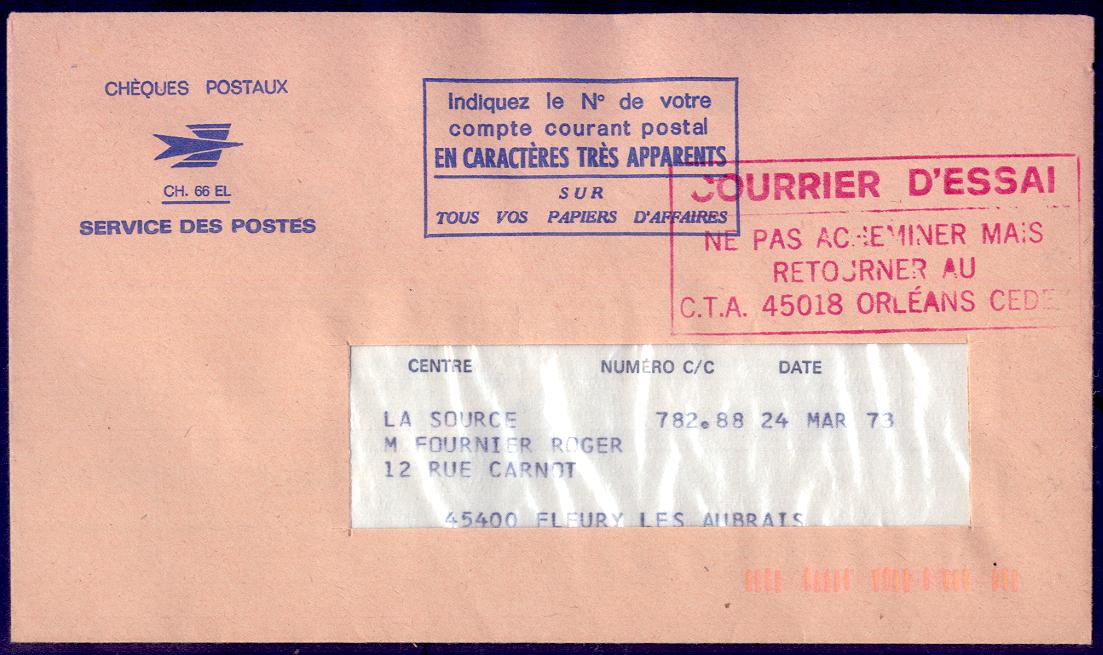 CHÈQUES POSTAUX
CH. 66 EL
SERVICE DES POSTES
Indiquez le N° de votre
compte courant postal
EN CARACTÈRES TRÈS APPARENTS
SUR
TOUS VOS PAPIERS D'AFFAIRES
COURRIER D'ESSAI
NE PAS ACHEMINER MAIS
RETOURNER AU
C.T.A. 45018 ORLÉANS CEDEX
CENTRE NUMÉRO C/C DATE
LA SOURCE 782.88 24 MAR 73
M FOURNIER ROGER
12 RUE CARNOT
45400 FLEURY LES AUBRAIS